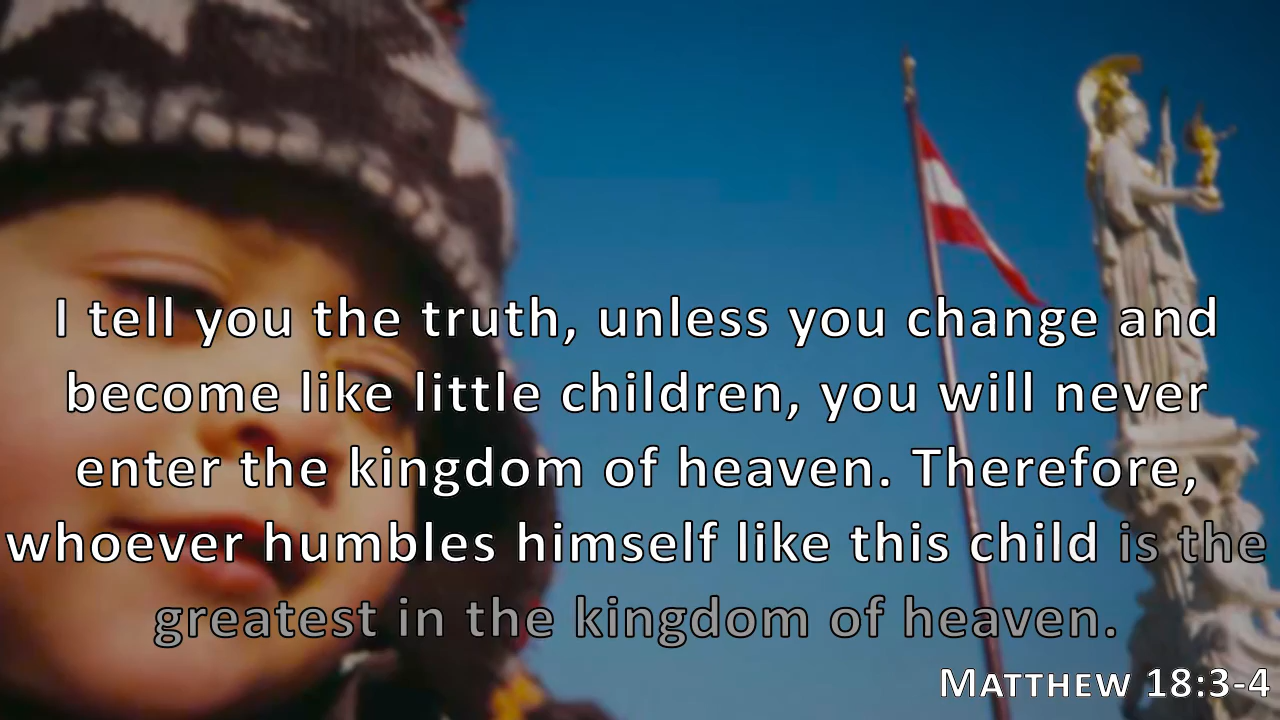 I tell you the truth, unless you change and
become like little children, you will never
enter the kingdom of heaven. Therefore,
whoever humbles himself like this child is the
greatest in the kingdom of heaven.
Matthew 18:3-4